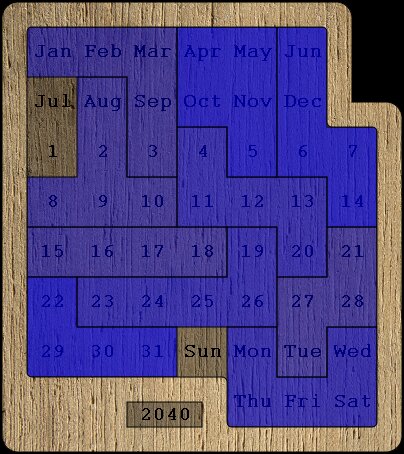 Jan Feb Mar Apr May Jun
Jul Aug Sep Oct Nov Dec
1 2 3 4 5 6 7
8 9 10 11 12 13 14
15 16 17 18 19 20 21
22 23 24 25 26 27 28
29 30 31 Sun Mon Tue Wed
Thu Fri Sat
2040